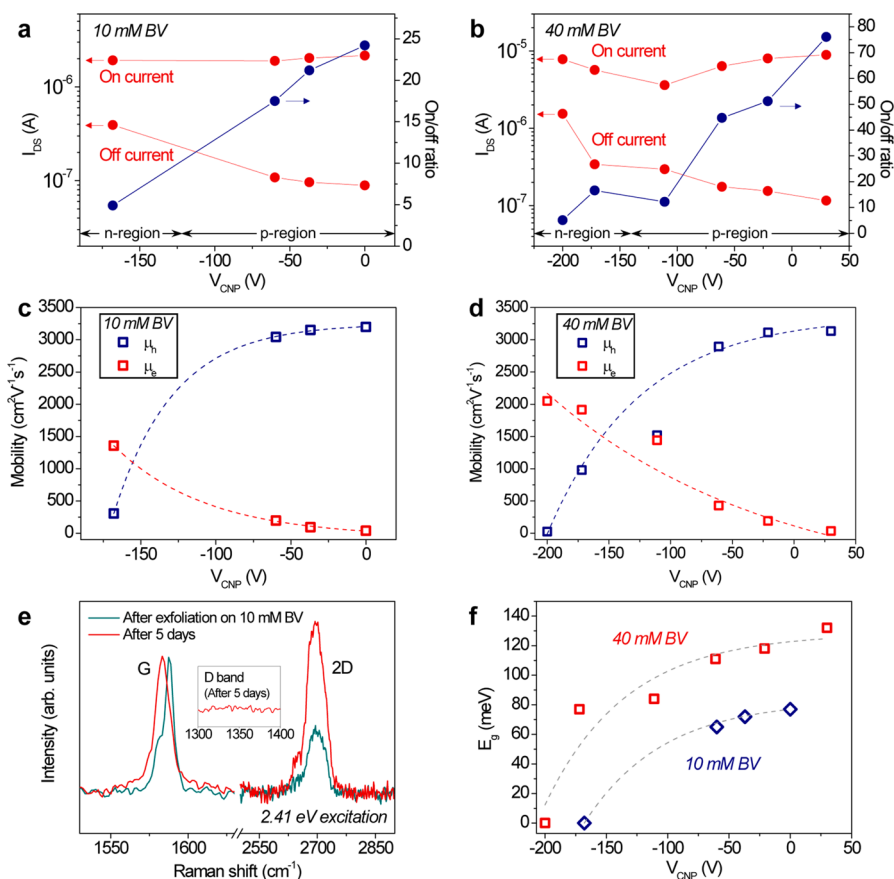 a
10 mM BV
On current
Off current
I_DS (A)
10⁻⁶
10⁻⁷
25
20
15
10
5
0
On/off ratio
n-region
p-region
-150
-100
-50
0
V_CNP (V)
b
40 mM BV
On current
Off current
I_DS (A)
10⁻⁵
10⁻⁶
10⁻⁷
80
70
60
50
40
30
20
10
0
On/off ratio
n-region
p-region
-200
-150
-100
-50
0
50
V_CNP (V)
c
10 mM BV
μ_h
μ_e
Mobility (cm²V⁻¹s⁻¹)
3500
3000
2500
2000
1500
1000
500
0
-150
-100
-50
0
V_CNP (V)
d
40 mM BV
μ_h
μ_e
Mobility (cm²V⁻¹s⁻¹)
3500
3000
2500
2000
1500
1000
500
0
-200
-150
-100
-50
0
50
V_CNP (V)
e
After exfoliation on 10 mM BV
After 5 days
G
2D
D band
(After 5 days)
1300
1350
1400
Intensity (arb. units)
2.41 eV excitation
1550
1600
2550
2700
2850
Raman shift (cm⁻¹)
f
40 mM BV
10 mM BV
E_g (meV)
140
120
100
80
60
40
20
0
-200
-150
-100
-50
0
50
V_CNP (V)